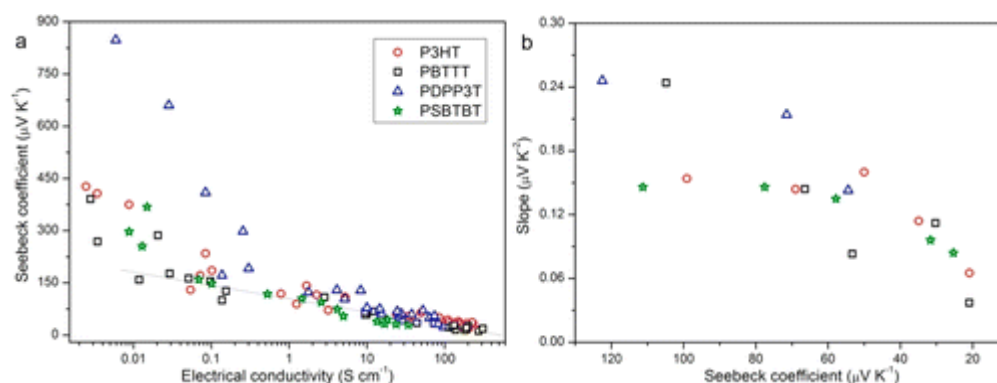 a
900
750
600
450
300
150
0
Seebeck coefficient (µV K⁻¹)
0.01 0.1 1 10 100
Electrical conductivity (S cm⁻¹)
P3HT
PBTTT
PDPP3T
PSBTBT
b
0.30
0.24
0.18
0.12
0.06
0.00
Slope (µV K⁻²)
120 100 80 60 40 20
Seebeck coefficient (µV K⁻¹)